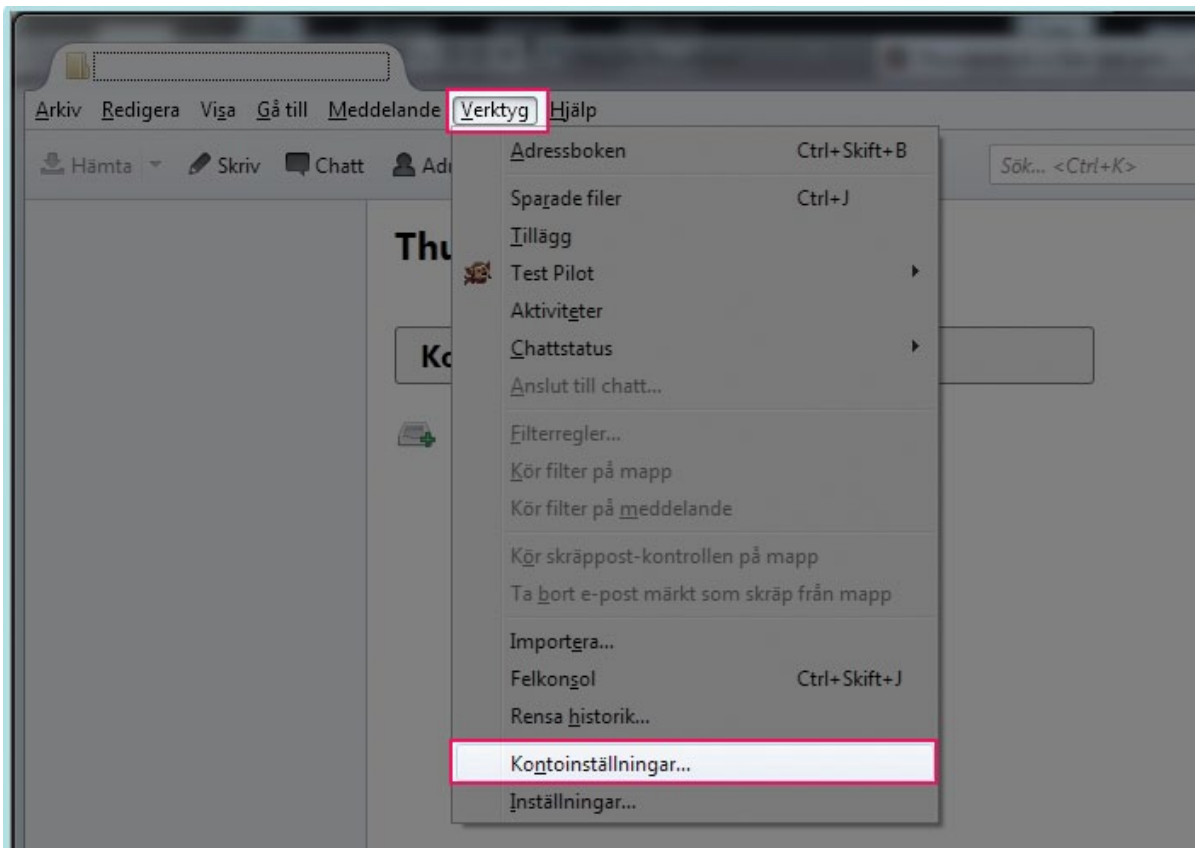 Arkiv Redigera Visa Gå till Meddelande Verktyg Hjälp
Hämta Skriv Chatt Adr
Sök... <Ctrl+K>
Adressboken Ctrl+Skift+B
Sparade filer Ctrl+J
Tillägg
Test Pilot
Aktiviteter
Chattstatus
Anslut till chatt...
Filterregler...
Kör filter på mapp
Kör filter på meddelande
Kör skräppost-kontrollen på mapp
Ta bort e-post märkt som skräp från mapp
Importera...
Felkonsol Ctrl+Skift+J
Rensa historik...
Kontoinställningar...
Inställningar...
Thu
Ko